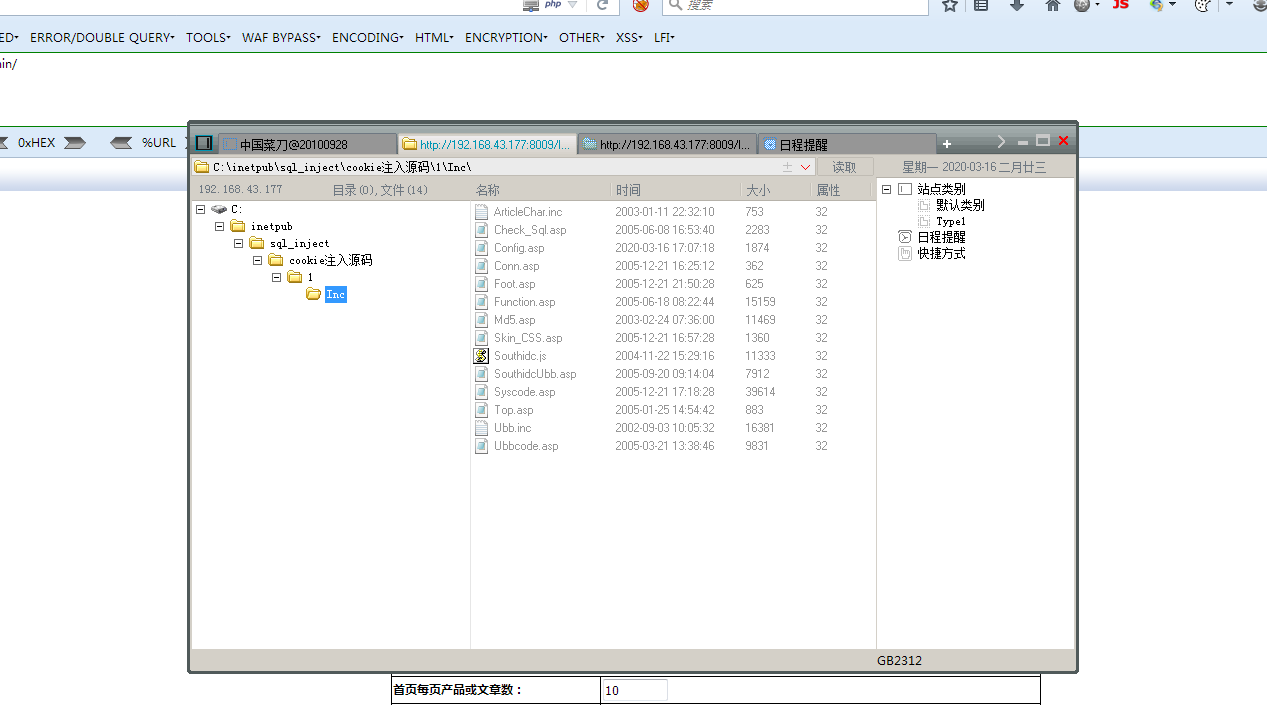 php 搜索 JS
ED ERROR/DOUBLE QUERY TOOLS WAF BYPASS ENCODING HTML ENCRYPTION OTHER XSS LFI
in/
0xHEX %URL
中国菜刀@20100928 http://192.168.43.177:8009/I... http://192.168.43.177:8009/I... 日程提醒 +
C:\inetpub\sql_inject\cookie注入源码\1\Inc\ 读取 星期一 2020-03-16 二月廿三
192.168.43.177 目录(0),文件(14) 名称 时间 大小 属性
C:
inetpub
sql_inject
cookie注入源码
1
Inc
ArticleChar.inc 2003-01-11 22:32:10 753 32
Check_Sql.asp 2005-06-08 16:53:40 2283 32
Config.asp 2020-03-16 17:07:18 1874 32
Conn.asp 2005-12-21 16:25:12 362 32
Foot.asp 2005-12-21 21:50:28 625 32
Function.asp 2005-06-18 08:22:44 15159 32
Md5.asp 2003-02-24 07:36:00 11469 32
Skin_CSS.asp 2005-12-21 16:57:28 1360 32
Southidc.js 2004-11-22 15:29:16 11333 32
SouthidcUbb.asp 2005-09-20 09:14:04 7912 32
Syscode.asp 2005-12-21 17:18:28 39614 32
Top.asp 2005-01-25 14:54:42 883 32
Ubb.inc 2002-09-03 10:05:32 16381 32
Ubbcode.asp 2005-03-21 13:38:46 9831 32
站点类别
默认类别
Type1
日程提醒
快捷方式
GB2312
首页每页产品或文章数： 10